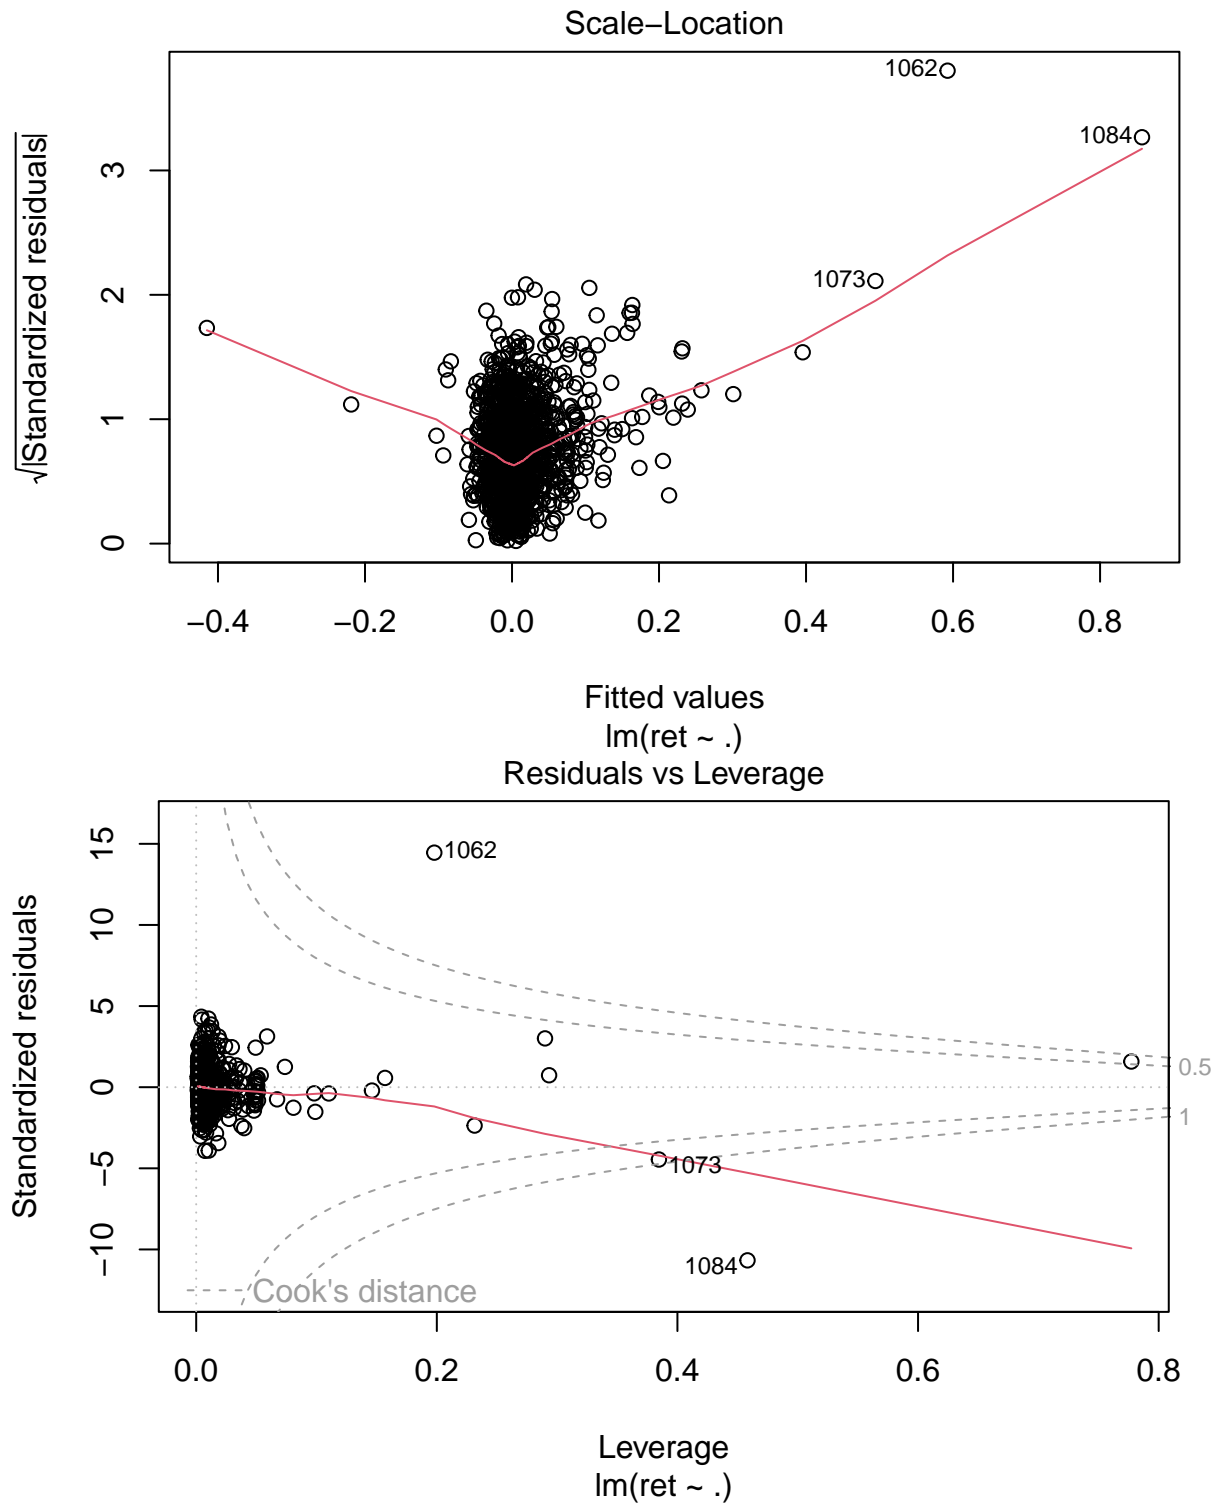 Scale−Location
√|Standardized residuals|
1062
1084
1073
3
2
1
0
−0.4 −0.2 0.0 0.2 0.4 0.6 0.8
Fitted values
lm(ret ~ .)
Residuals vs Leverage
Standardized residuals
15
10
5
0
−5
−10
1062
0.5
1
1073
1084
Cook's distance
0.0 0.2 0.4 0.6 0.8
Leverage
lm(ret ~ .)